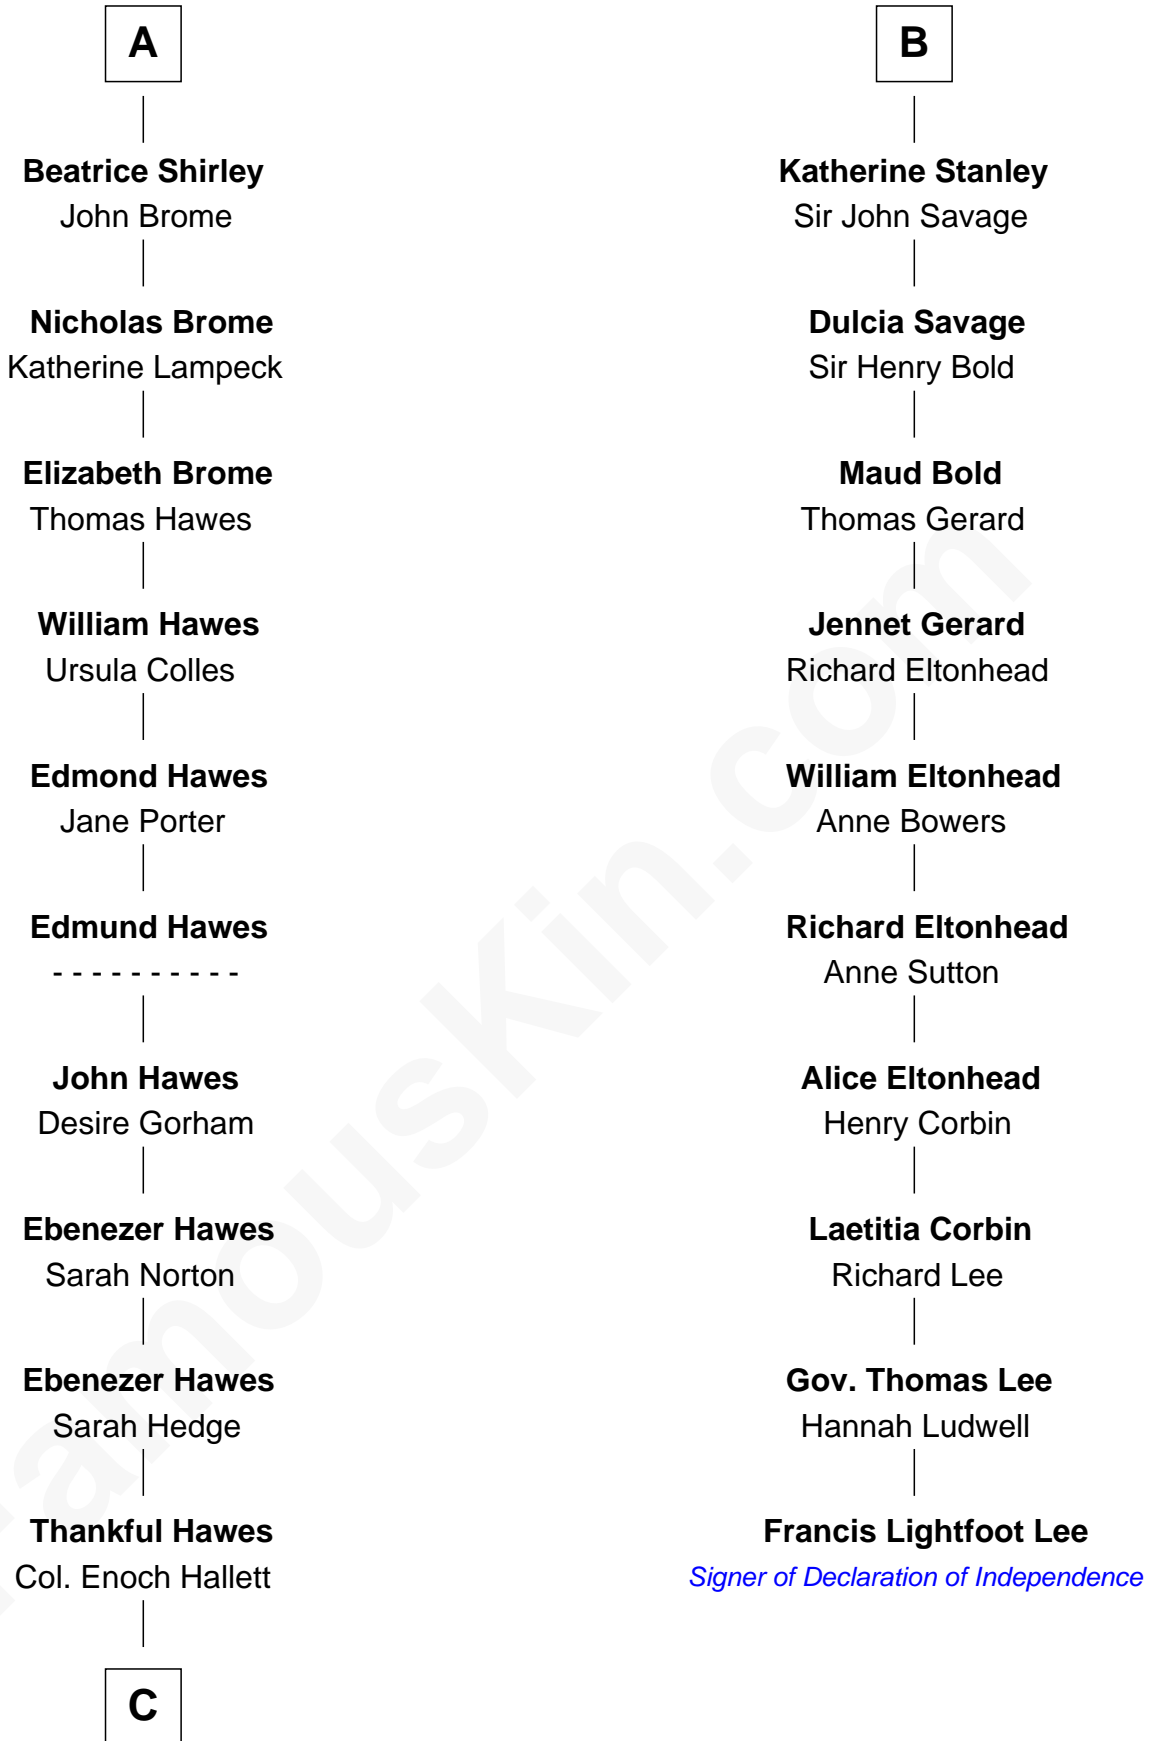 A
Beatrice Shirley
John Brome
Nicholas Brome
Katherine Lampeck
Elizabeth Brome
Thomas Hawes
William Hawes
Ursula Colles
Edmond Hawes
Jane Porter
Edmund Hawes
- - - - - - - - - -
John Hawes
Desire Gorham
Ebenezer Hawes
Sarah Norton
Ebenezer Hawes
Sarah Hedge
Thankful Hawes
Col. Enoch Hallett
C
B
Katherine Stanley
Sir John Savage
Dulcia Savage
Sir Henry Bold
Maud Bold
Thomas Gerard
Jennet Gerard
Richard Eltonhead
William Eltonhead
Anne Bowers
Richard Eltonhead
Anne Sutton
Alice Eltonhead
Henry Corbin
Laetitia Corbin
Richard Lee
Gov. Thomas Lee
Hannah Ludwell
Francis Lightfoot Lee
Signer of Declaration of Independence
FamousKin.com